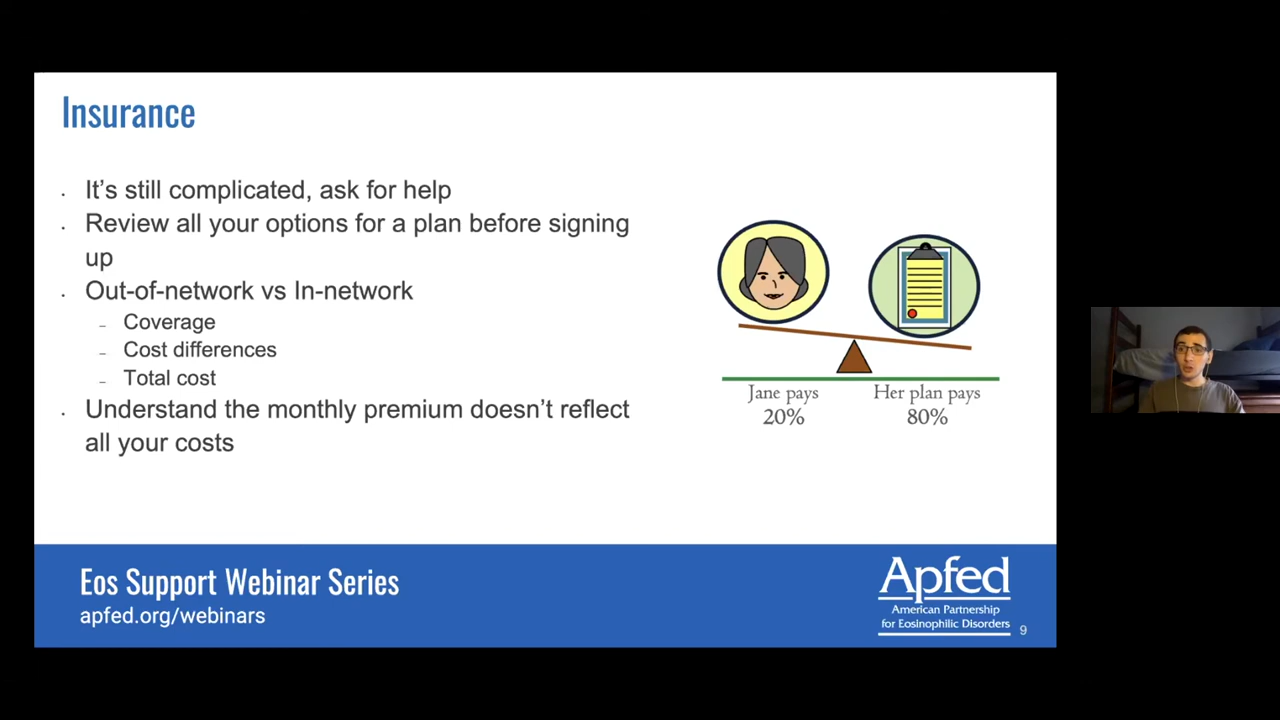 Insurance
· It's still complicated, ask for help
· Review all your options for a plan before signing
up
· Out-of-network vs In-network
– Coverage
– Cost differences
– Total cost
· Understand the monthly premium doesn't reflect
all your costs
Jane pays
20%
Her plan pays
80%
Eos Support Webinar Series
apfed.org/webinars
Apfed
American Partnership
for Eosinophilic Disorders
9